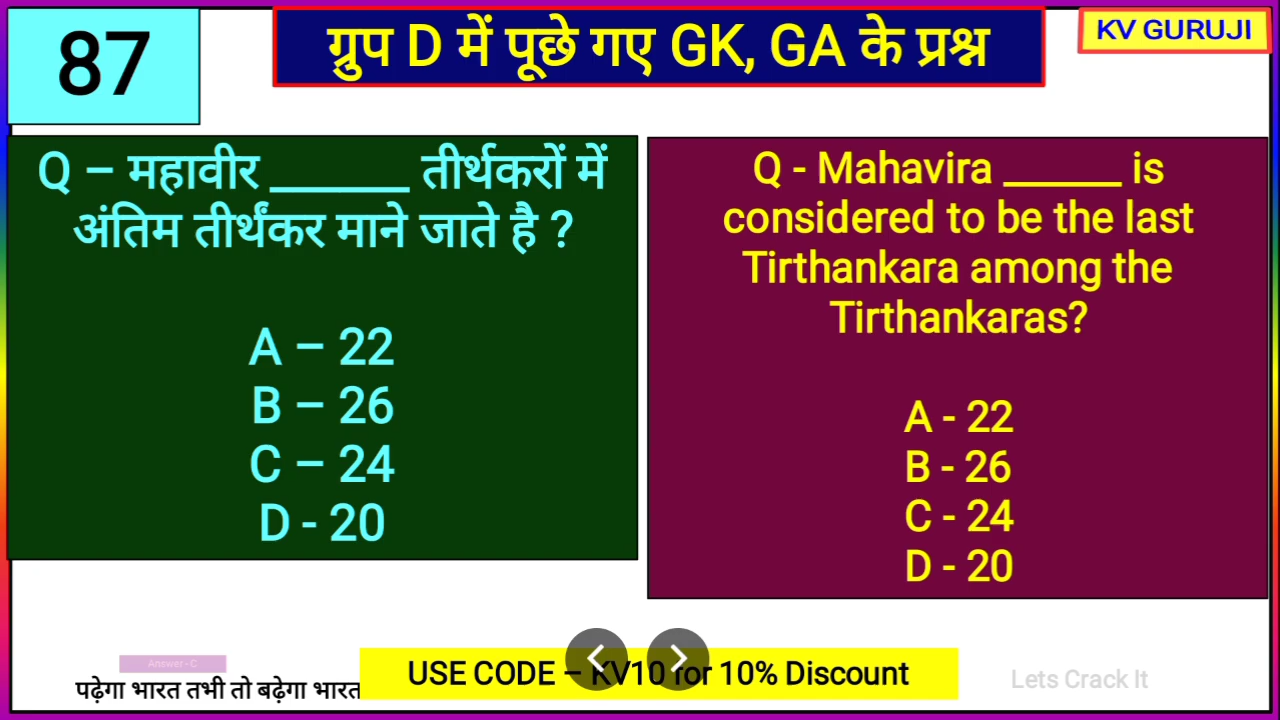 87
ग्रुप D में पूछे गए GK, GA के प्रश्न
KV GURUJI
Q – महावीर ______ तीर्थकरों में
अंतिम तीर्थंकर माने जाते है ?
A – 22
B – 26
C – 24
D - 20
Q - Mahavira ______ is
considered to be the last
Tirthankara among the
Tirthankaras?
A - 22
B - 26
C - 24
D - 20
Answer - C
पढ़ेगा भारत तभी तो बढ़ेगा भारत
USE CODE – KV10 for 10% Discount
Lets Crack It